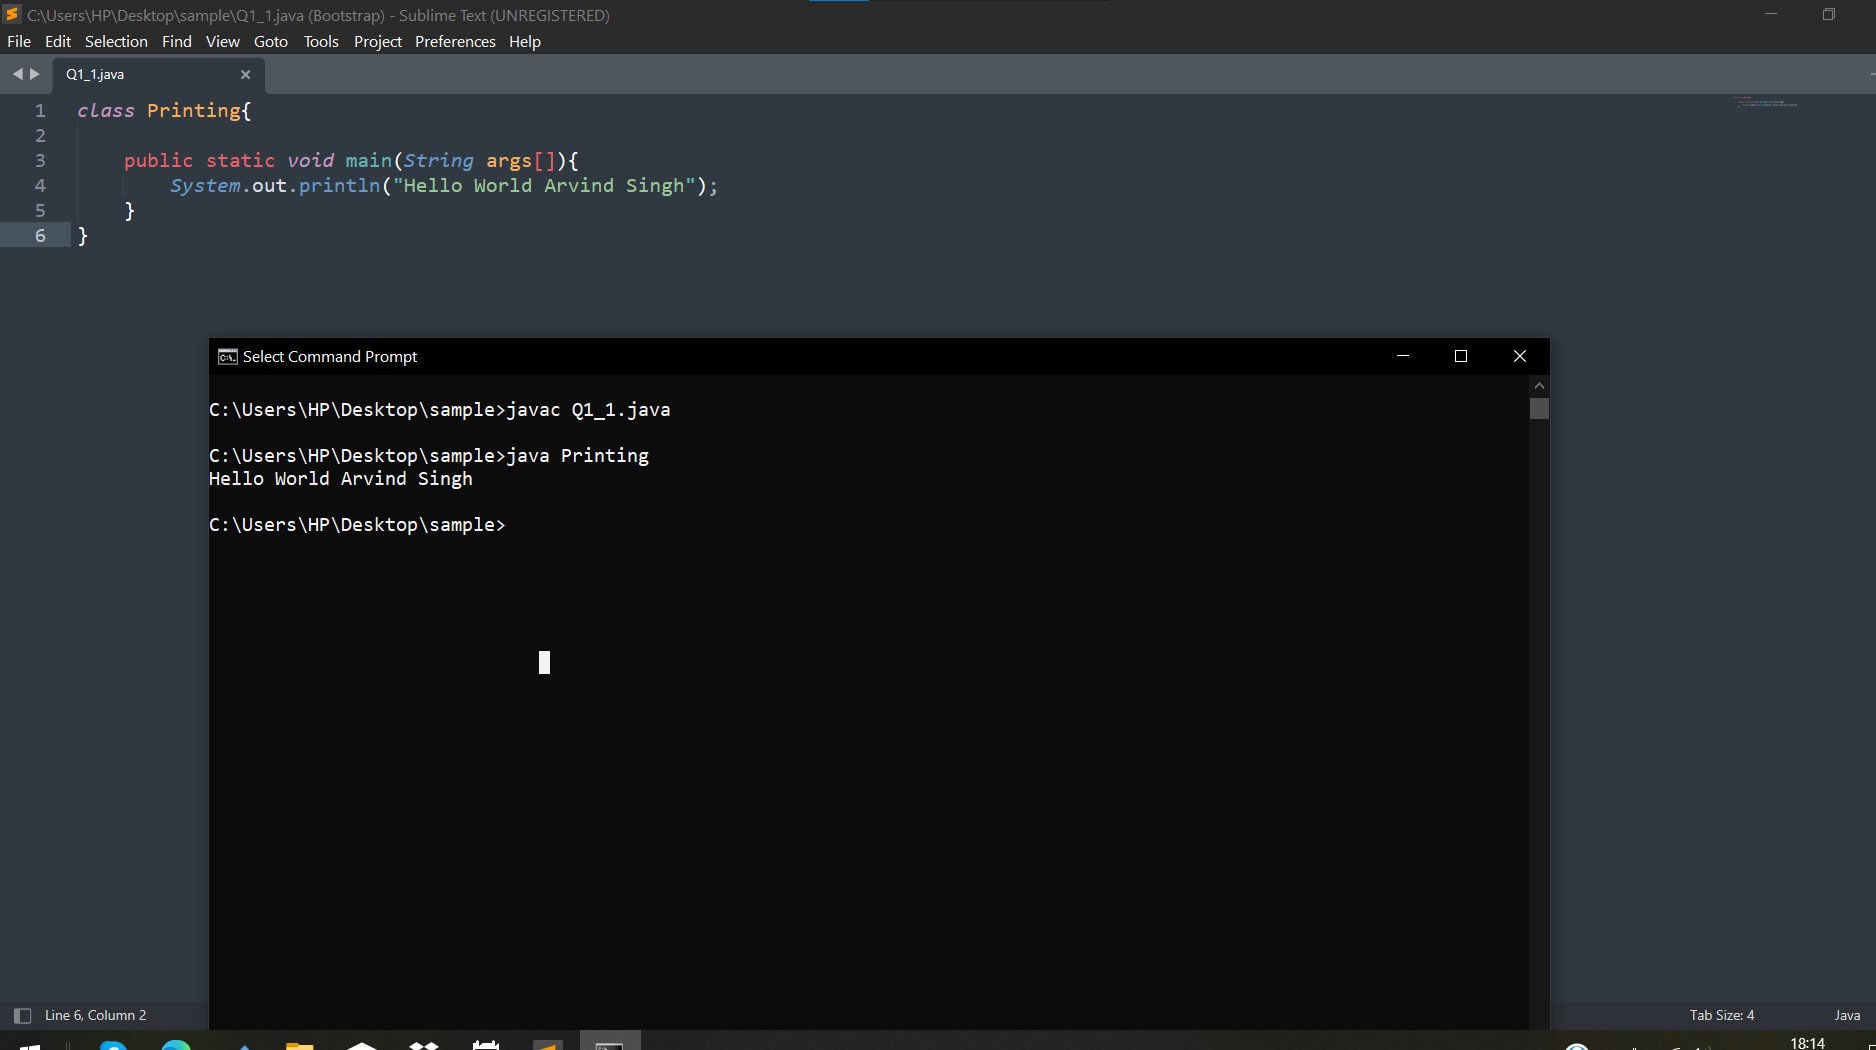 C:\Users\HP\Desktop\sample\Q1_1.java (Bootstrap) - Sublime Text (UNREGISTERED)
File Edit Selection Find View Goto Tools Project Preferences Help
Q1_1.java
1 class Printing{
2
3 public static void main(String args[]){
4 System.out.println("Hello World Arvind Singh");
5 }
6 }
Select Command Prompt
C:\Users\HP\Desktop\sample>javac Q1_1.java
C:\Users\HP\Desktop\sample>java Printing
Hello World Arvind Singh
C:\Users\HP\Desktop\sample>
Line 6, Column 2
Tab Size: 4
Java
18:14